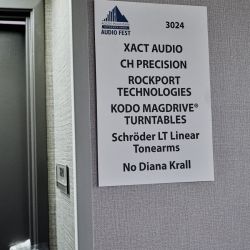 AUDIO FEST
3024
XACT AUDIO
CH PRECISION
ROCKPORT
TECHNOLOGIES
KODO MAGDRIVE®
TURNTABLES
Schröder LT Linear
Tonearms
No Diana Krall